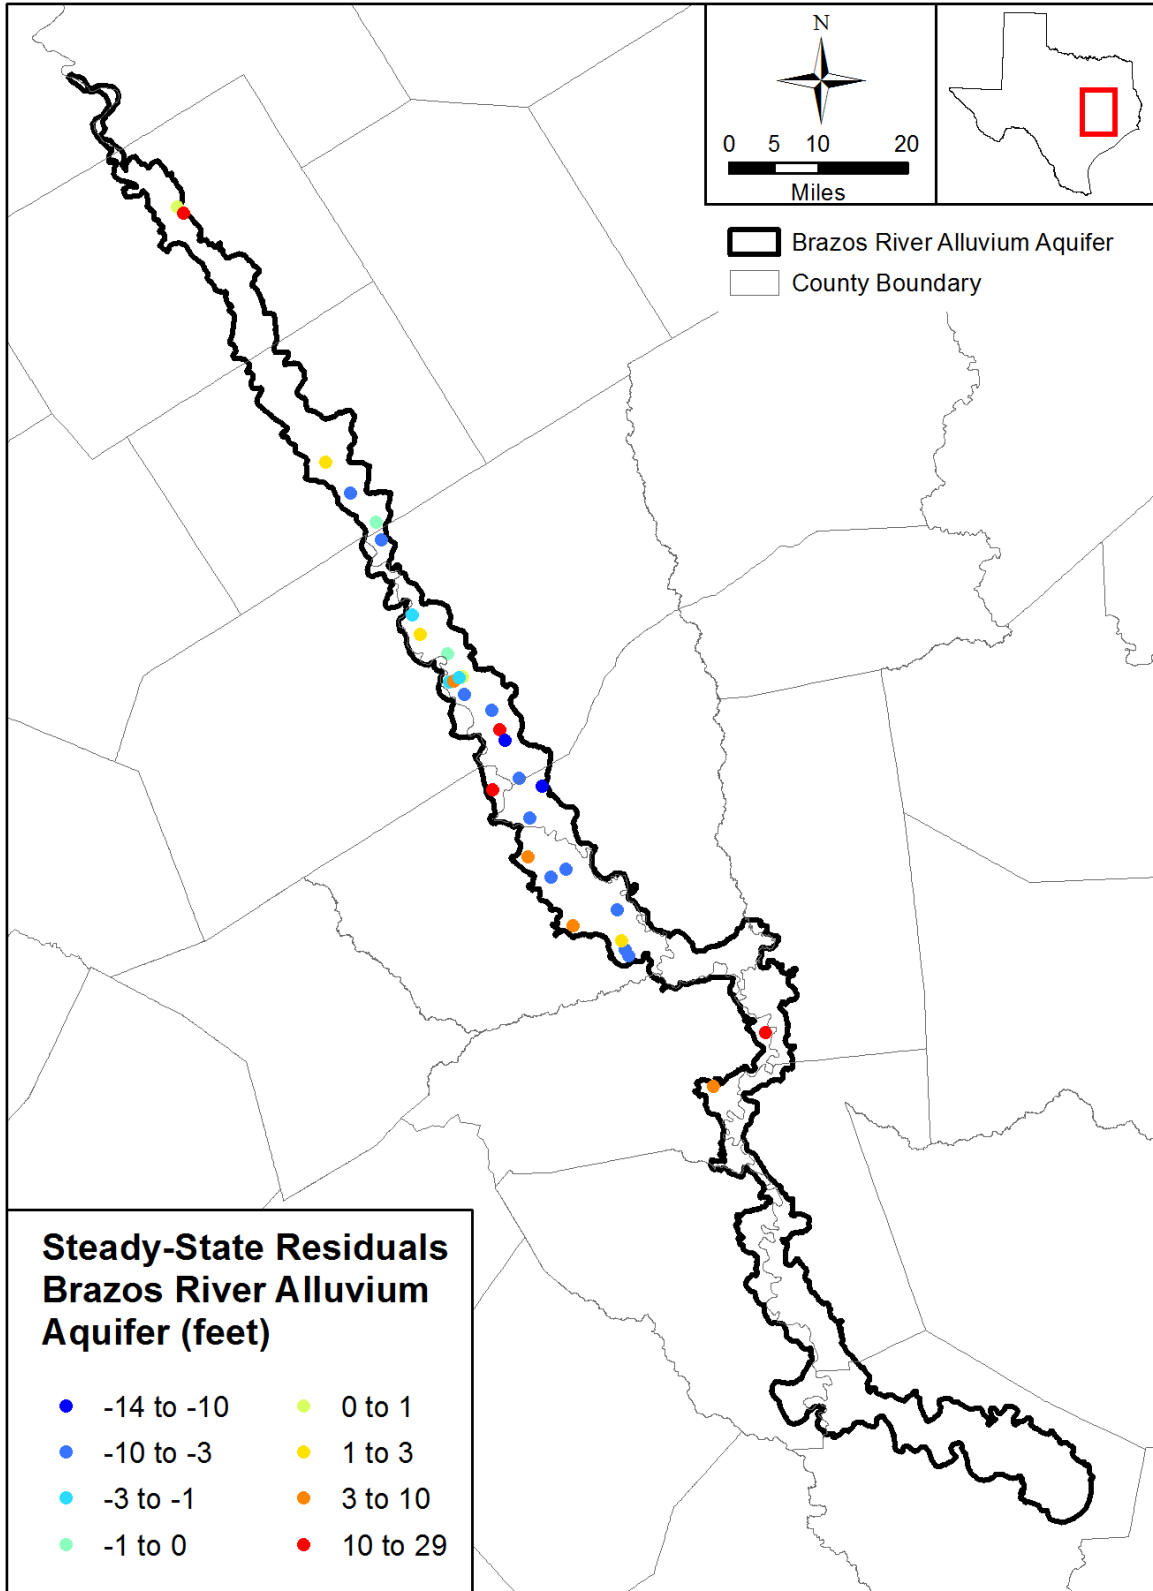 N
0 5 10 20
Miles
Brazos River Alluvium Aquifer
County Boundary
Steady-State Residuals
Brazos River Alluvium
Aquifer (feet)
-14 to -10
-10 to -3
-3 to -1
-1 to 0
0 to 1
1 to 3
3 to 10
10 to 29